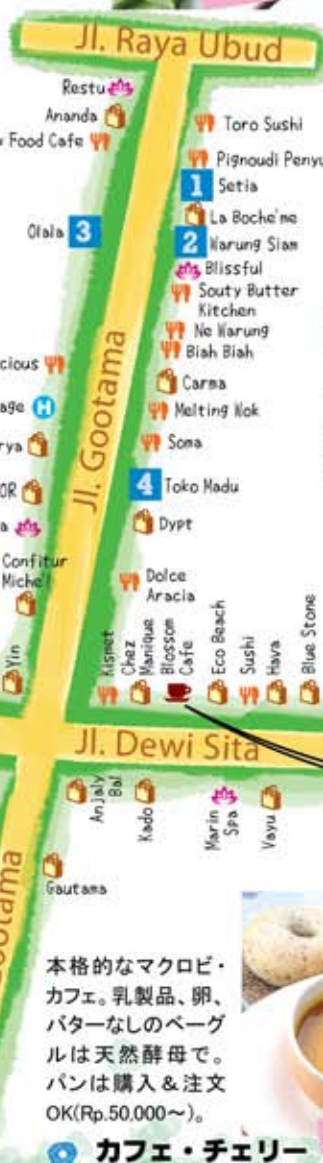 Jl. Raya Ubud
Restu
Ananda
Food Cafe
Toro Sushi
Pignoudi
1 Setia
La Boche'me
Olala 3
2 Warung Siam
Blissful
Souty Butter
Kitchen
Ne Warung
Biah Biah
Carma
Melting Wok
Soma
Jl. Gootama
H
4 Toko Madu
Dypt
Confitur
Miche'l
Dolce
Aracia
Yin
Kismet
Chez
Manique
Blossom
Cafe
Eco Beach
Sushi
Hava
Blue Stone
Jl. Dewi Sita
Anjaly
Bal
Kado
Marin
Spa
Vayu
Gautama
本格的なマクロビ・
カフェ。乳製品、卵、
バターなしのベーグ
ルは天然酵母で。
パンは購入&注文
OK(Rp.50,000〜)。
カフェ・チェリー